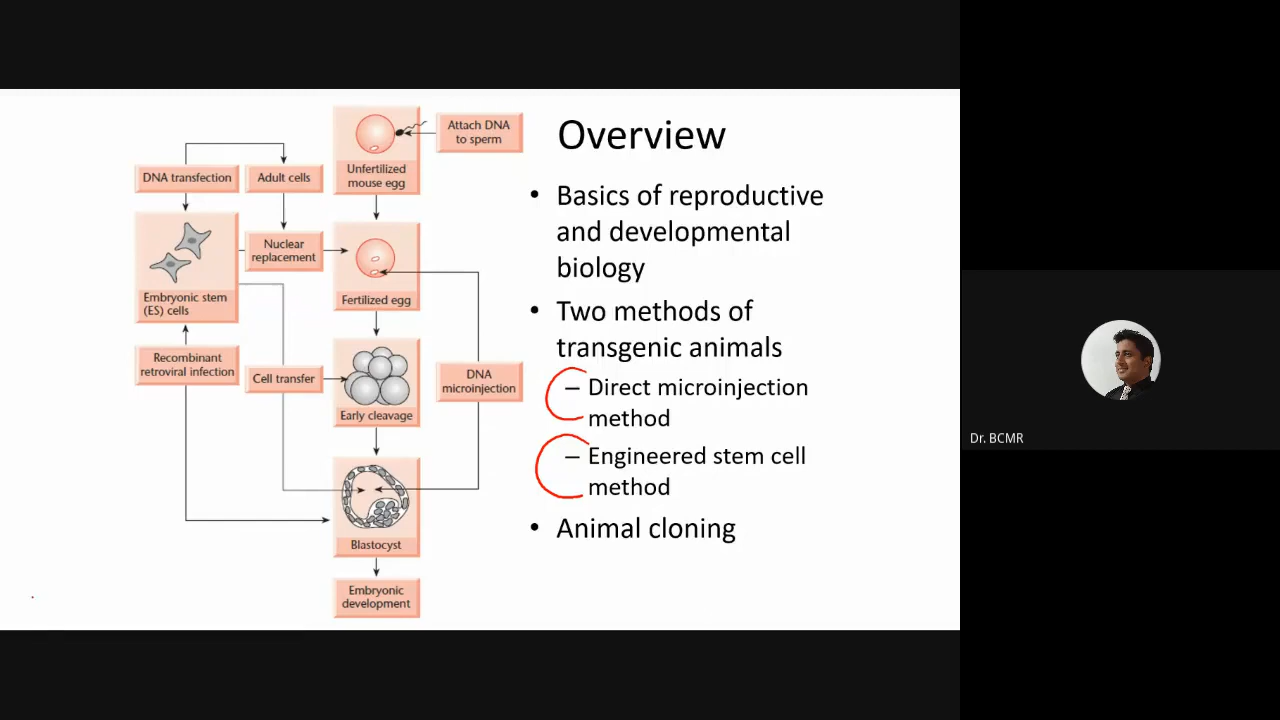 Attach DNA
to sperm
Unfertilized
mouse egg
DNA transfection
Adult cells
Nuclear
replacement
Embryonic stem
(ES) cells
Fertilized egg
Recombinant
retroviral infection
Cell transfer
DNA
microinjection
Early cleavage
Blastocyst
Embryonic
development
Overview
• Basics of reproductive
and developmental
biology
• Two methods of
transgenic animals
– Direct microinjection
method
– Engineered stem cell
method
• Animal cloning
Dr. BCMR